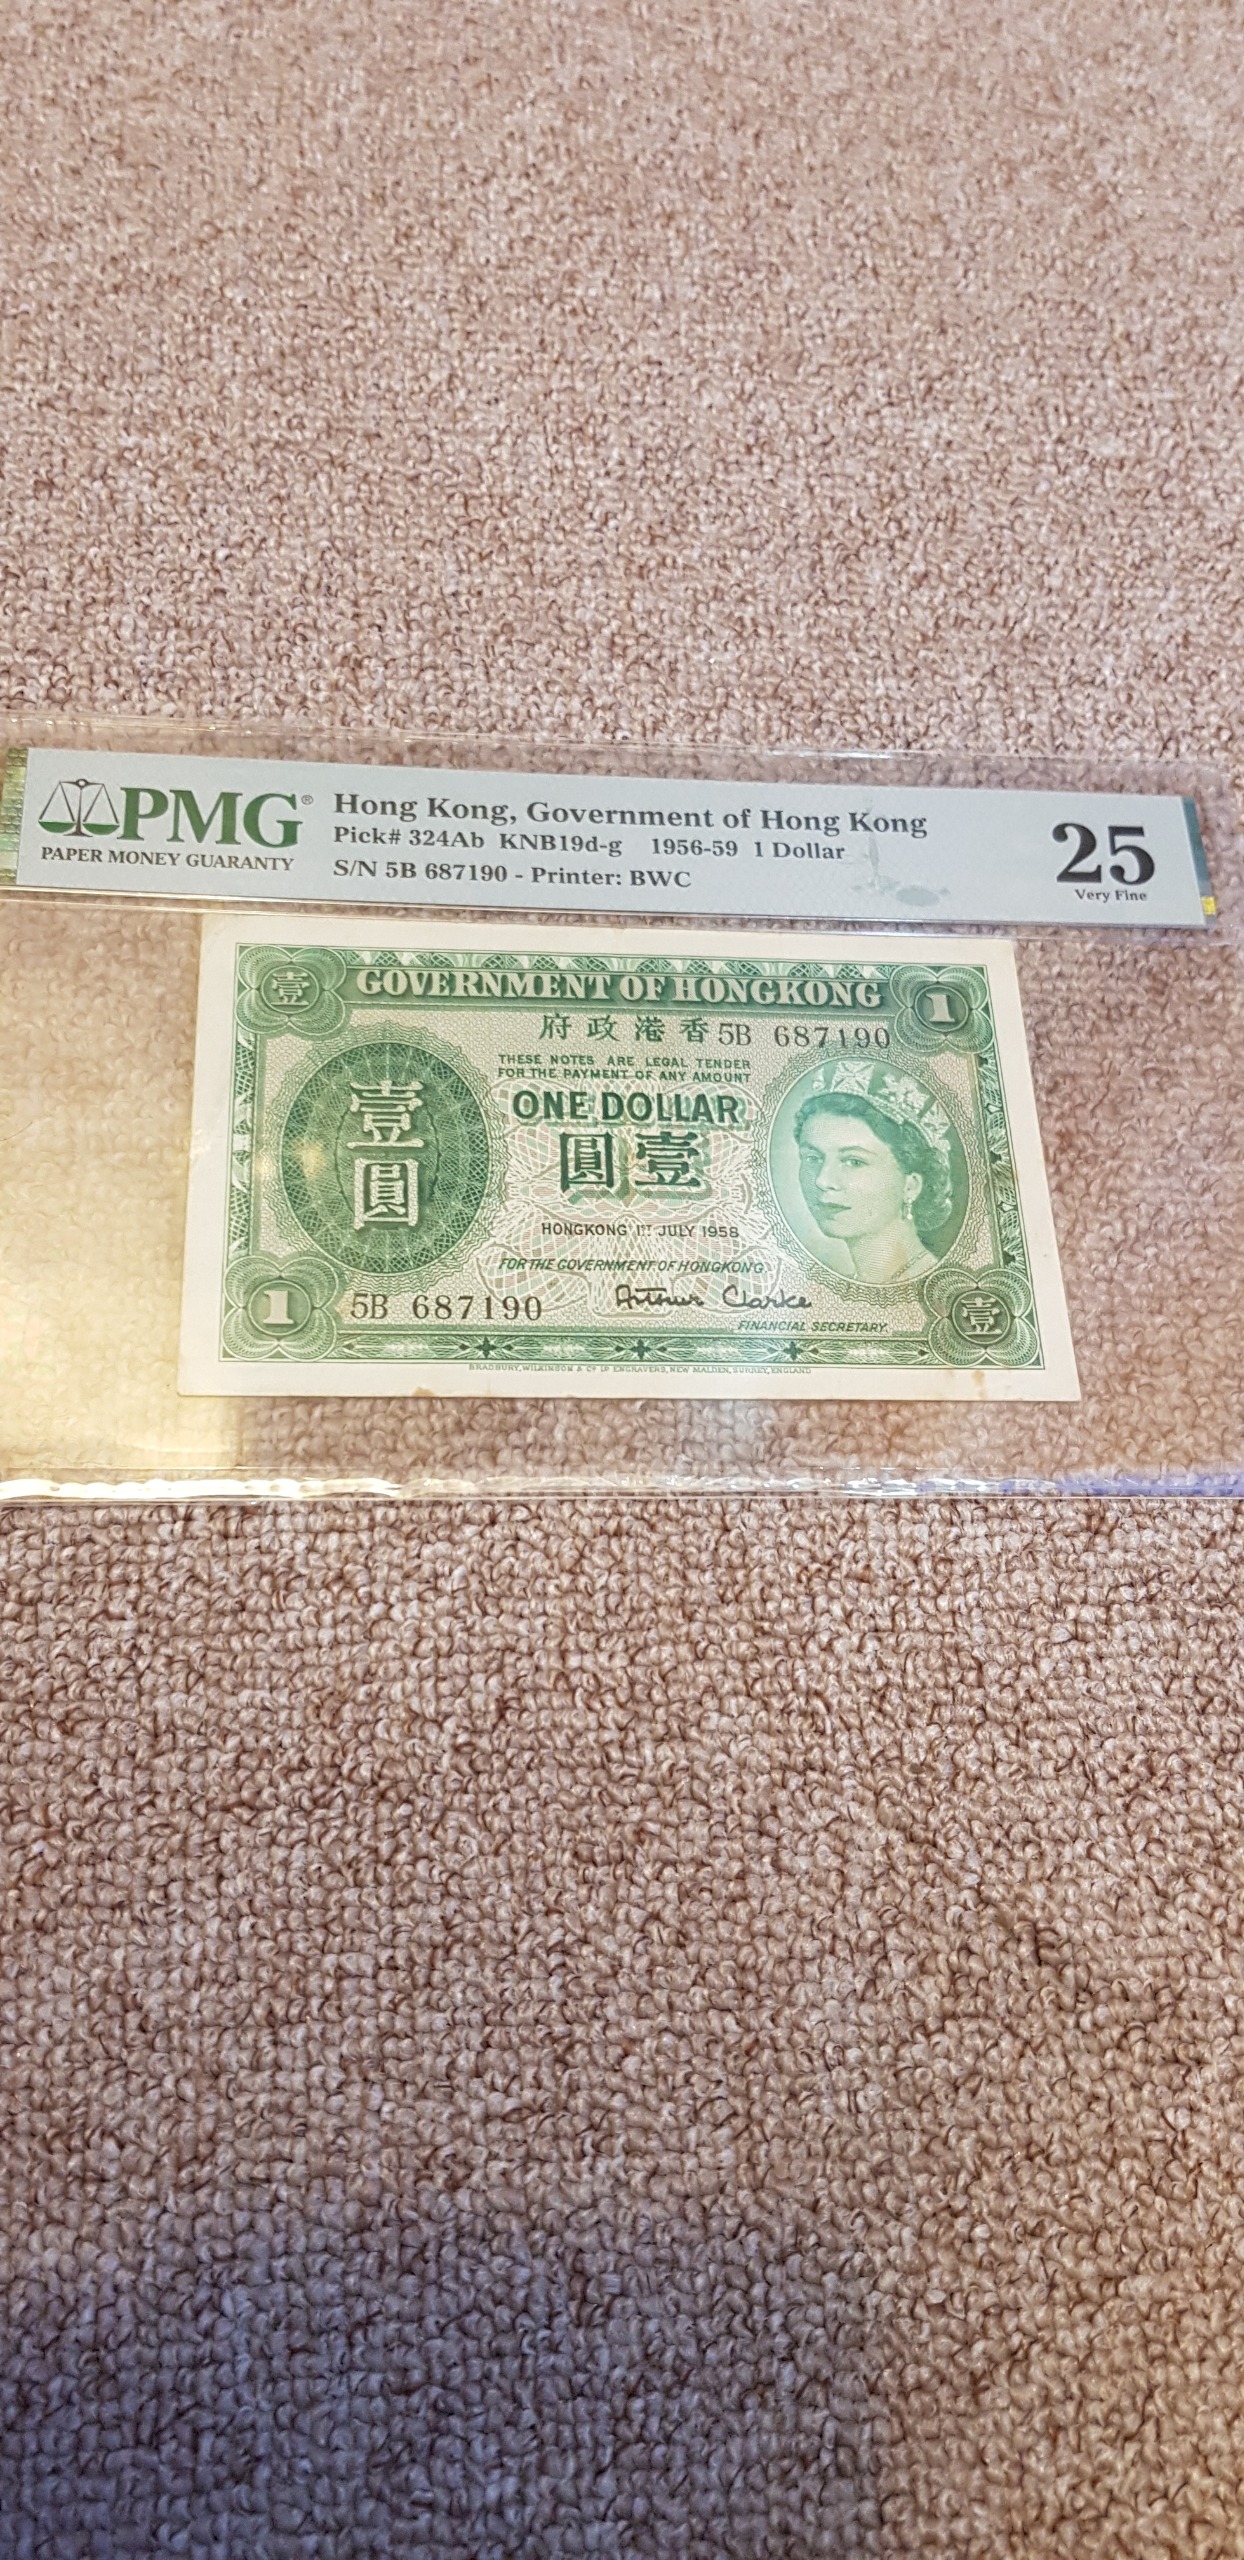 PMG®
PAPER MONEY GUARANTY
Hong Kong, Government of Hong Kong
Pick# 324Ab KNB19d-g 1956-59 1 Dollar
S/N 5B 687190 - Printer: BWC
25
Very Fine
壹
GOVERNMENT OF HONGKONG
1
府政港香
5B 687190
THESE NOTES ARE LEGAL TENDER
FOR THE PAYMENT OF ANY AMOUNT
壹
圓
ONE DOLLAR
圓壹
HONGKONG 1ST JULY 1958
FOR THE GOVERNMENT OF HONGKONG.
1
5B 687190
Arthur Clarke
FINANCIAL SECRETARY.
壹
BRADBURY, WILKINSON & Co LD ENGRAVERS, NEW MALDEN, SURREY, ENGLAND